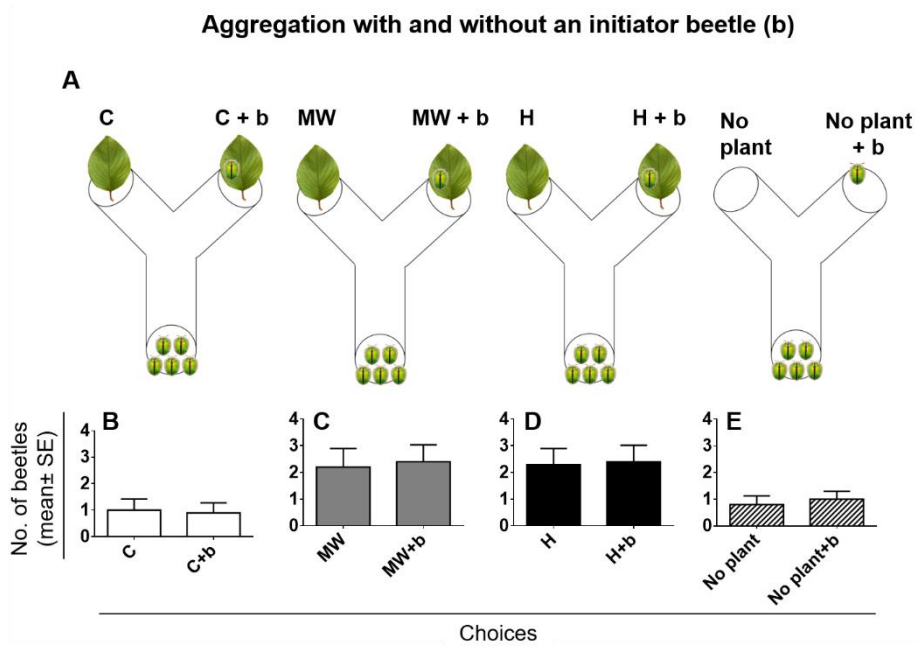 Aggregation with and without an initiator beetle (b)
A
C
C + b
MW
MW + b
H
H + b
No
plant
No plant
+ b
No. of beetles
(mean± SE)
B
4
3
2
1
0
C
C+b
C
4
3
2
1
0
MW
MW+b
D
4
3
2
1
0
H
H+b
E
4
3
2
1
0
No plant
No plant+b
Choices